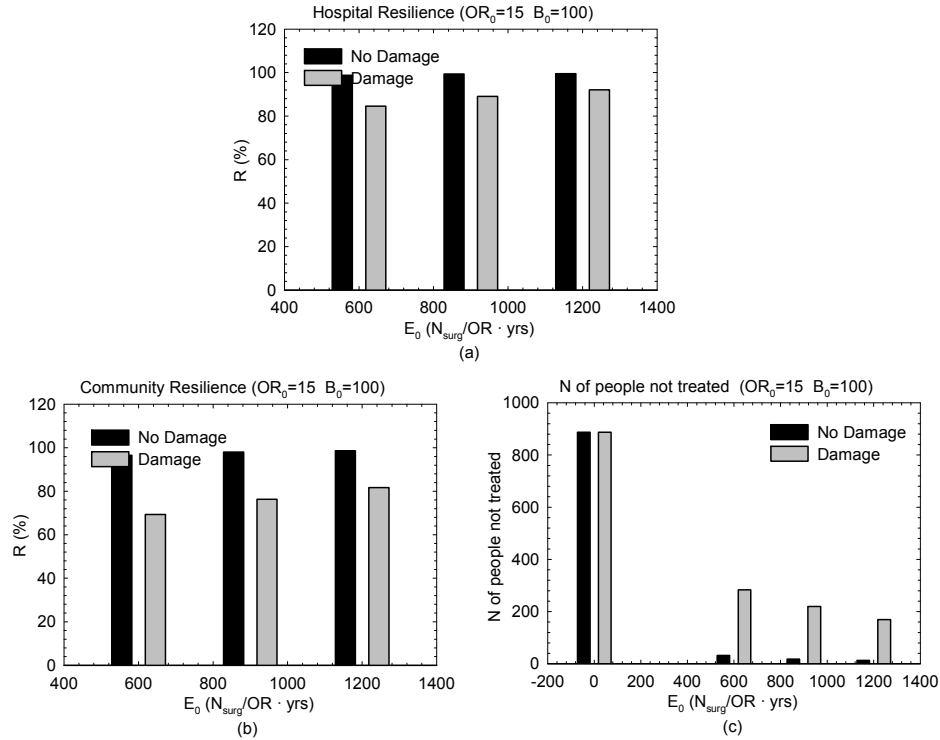 Hospital Resilience (OR₀=15 B₀=100)
120
100
80
60
40
20
0
R (%)
No Damage
Damage
400 600 800 1000 1200 1400
E₀ (Nsurg/OR · yrs)
(a)
Community Resilience (OR₀=15 B₀=100)
120
100
80
60
40
20
0
R (%)
No Damage
Damage
400 600 800 1000 1200 1400
E₀ (Nsurg/OR · yrs)
(b)
N of people not treated (OR₀=15 B₀=100)
1000
800
600
400
200
0
N of people not treated
No Damage
Damage
-200 0 200 400 600 800 1000 1200 1400
E₀ (Nsurg/OR · yrs)
(c)